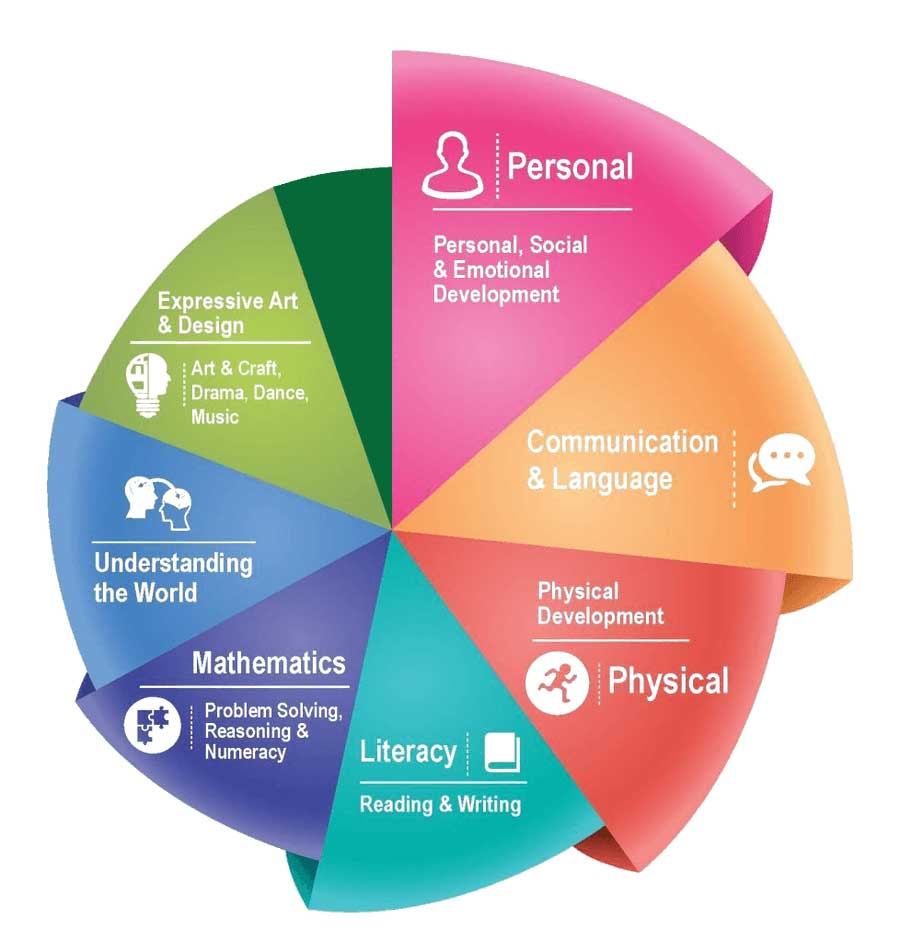 Personal
Personal, Social
& Emotional
Development
Communication
& Language
Physical
Development
Physical
Literacy
Reading & Writing
Mathematics
Problem Solving,
Reasoning &
Numeracy
Understanding
the World
Expressive Art
& Design
Art & Craft,
Drama, Dance,
Music